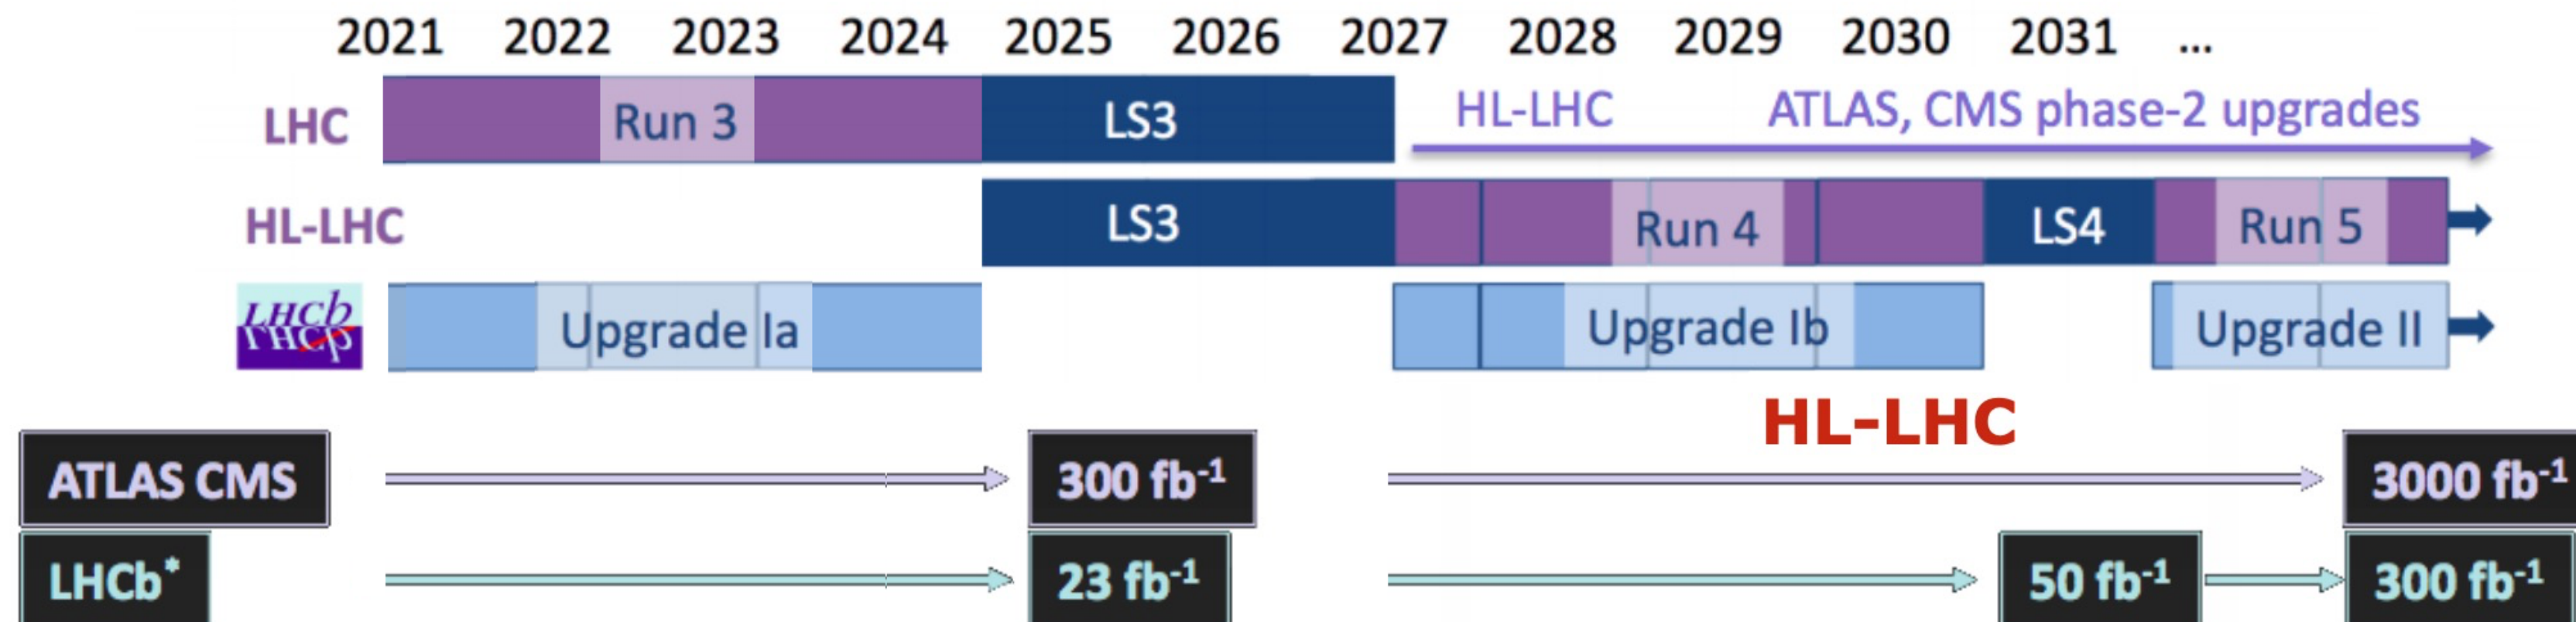 2021 2022 2023 2024 2025 2026 2027 2028 2029 2030 2031 ...
LHC Run 3 LS3 HL-LHC ATLAS, CMS phase-2 upgrades
HL-LHC LS3 Run 4 LS4 Run 5
LHCb Upgrade Ia Upgrade Ib Upgrade II
LHCb
HL-LHC
ATLAS CMS 300 fb⁻¹ 3000 fb⁻¹
LHCb* 23 fb⁻¹ 50 fb⁻¹ 300 fb⁻¹